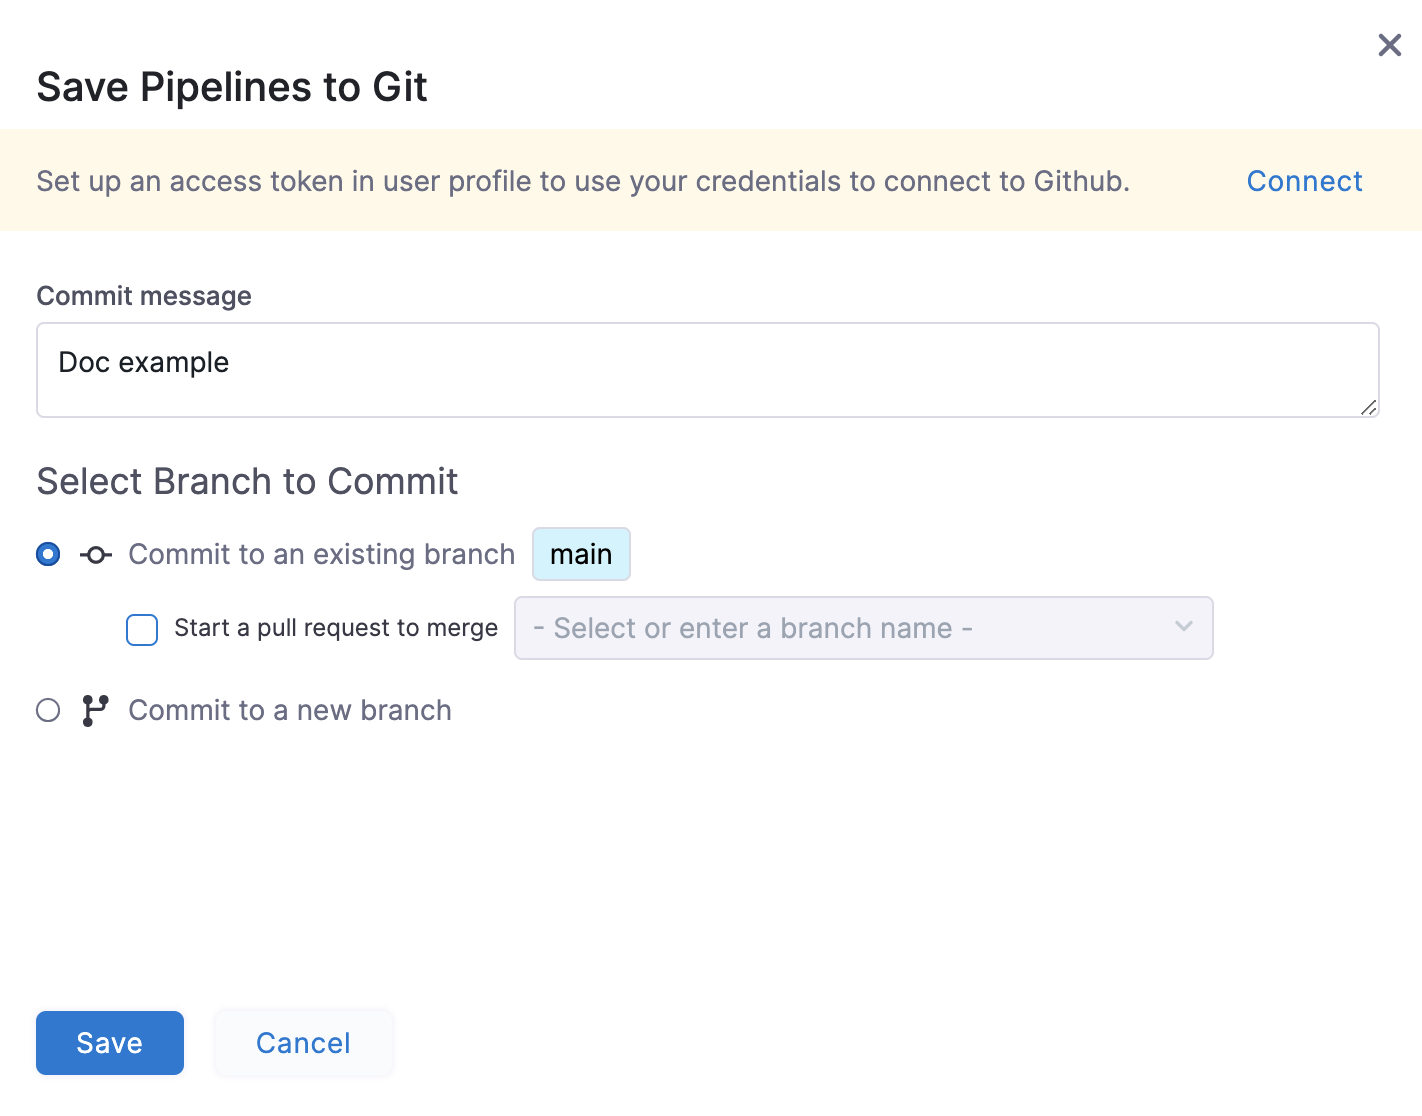 Save Pipelines to Git
Set up an access token in user profile to use your credentials to connect to Github. Connect
Commit message
Doc example
Select Branch to Commit
Commit to an existing branch main
Start a pull request to merge - Select or enter a branch name -
Commit to a new branch
Save Cancel